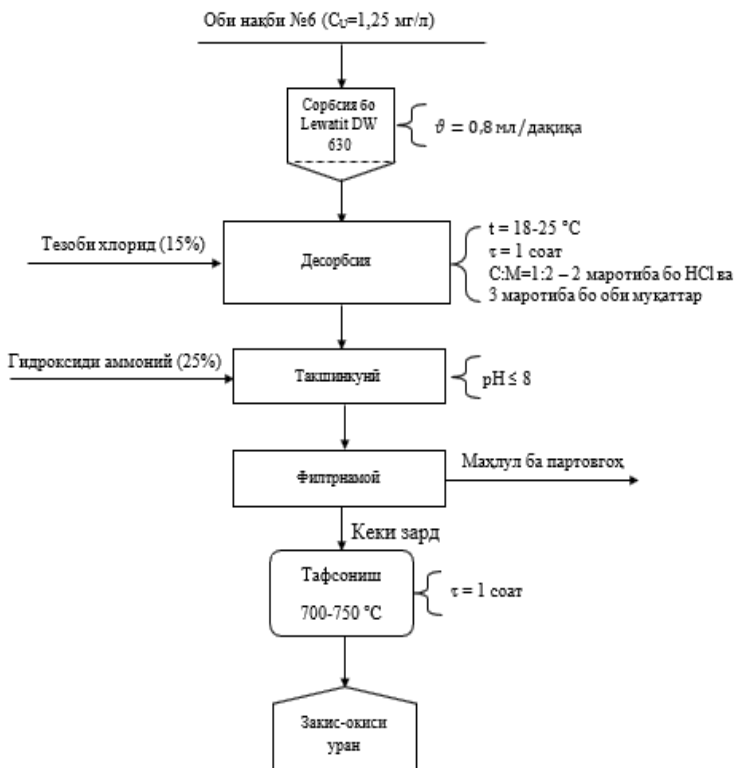 Оби нақби №6 (Cᵤ=1,25 мг/л)
Сорбсия бо
Lewatit DW
630
𝜗 = 0,8 мл/дақиқа
Тезоби хлорид (15%)
Десорбсия
t = 18-25 °C
τ = 1 соат
С:М=1:2 – 2 маротиба бо HCl ва
3 маротиба бо оби муқаттар
Гидроксиди аммоний (25%)
Такшинкунӣ
pH ≤ 8
Филтрнамоӣ
Маҳлул ба партовгоҳ
Кеки зард
Тафсониш
700-750 °C
τ = 1 соат
Закис-окиси
уран